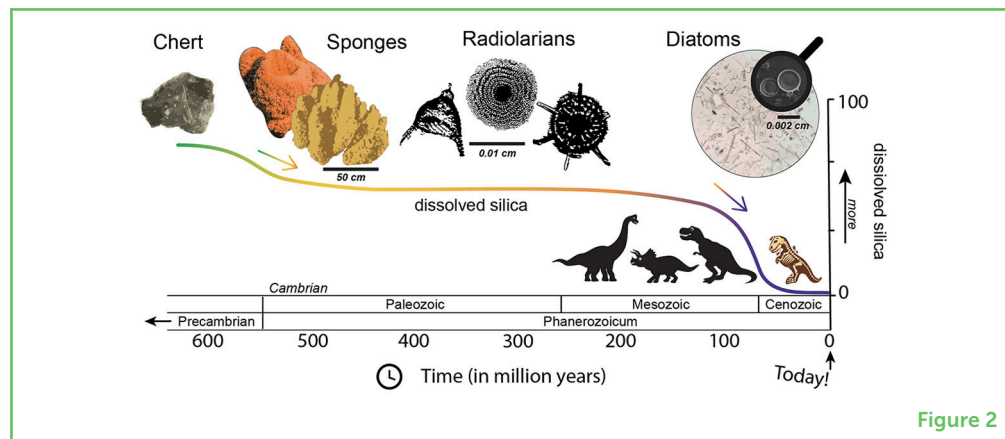 Chert
Sponges
Radiolarians
Diatoms
50 cm
0.01 cm
0.002 cm
100
dissiolved silica
more
0
dissolved silica
Cambrian
Paleozoic
Mesozoic
Cenozoic
Precambrian
Phanerozoicum
600 500 400 300 200 100 0
Time (in million years)
Today!
Figure 2